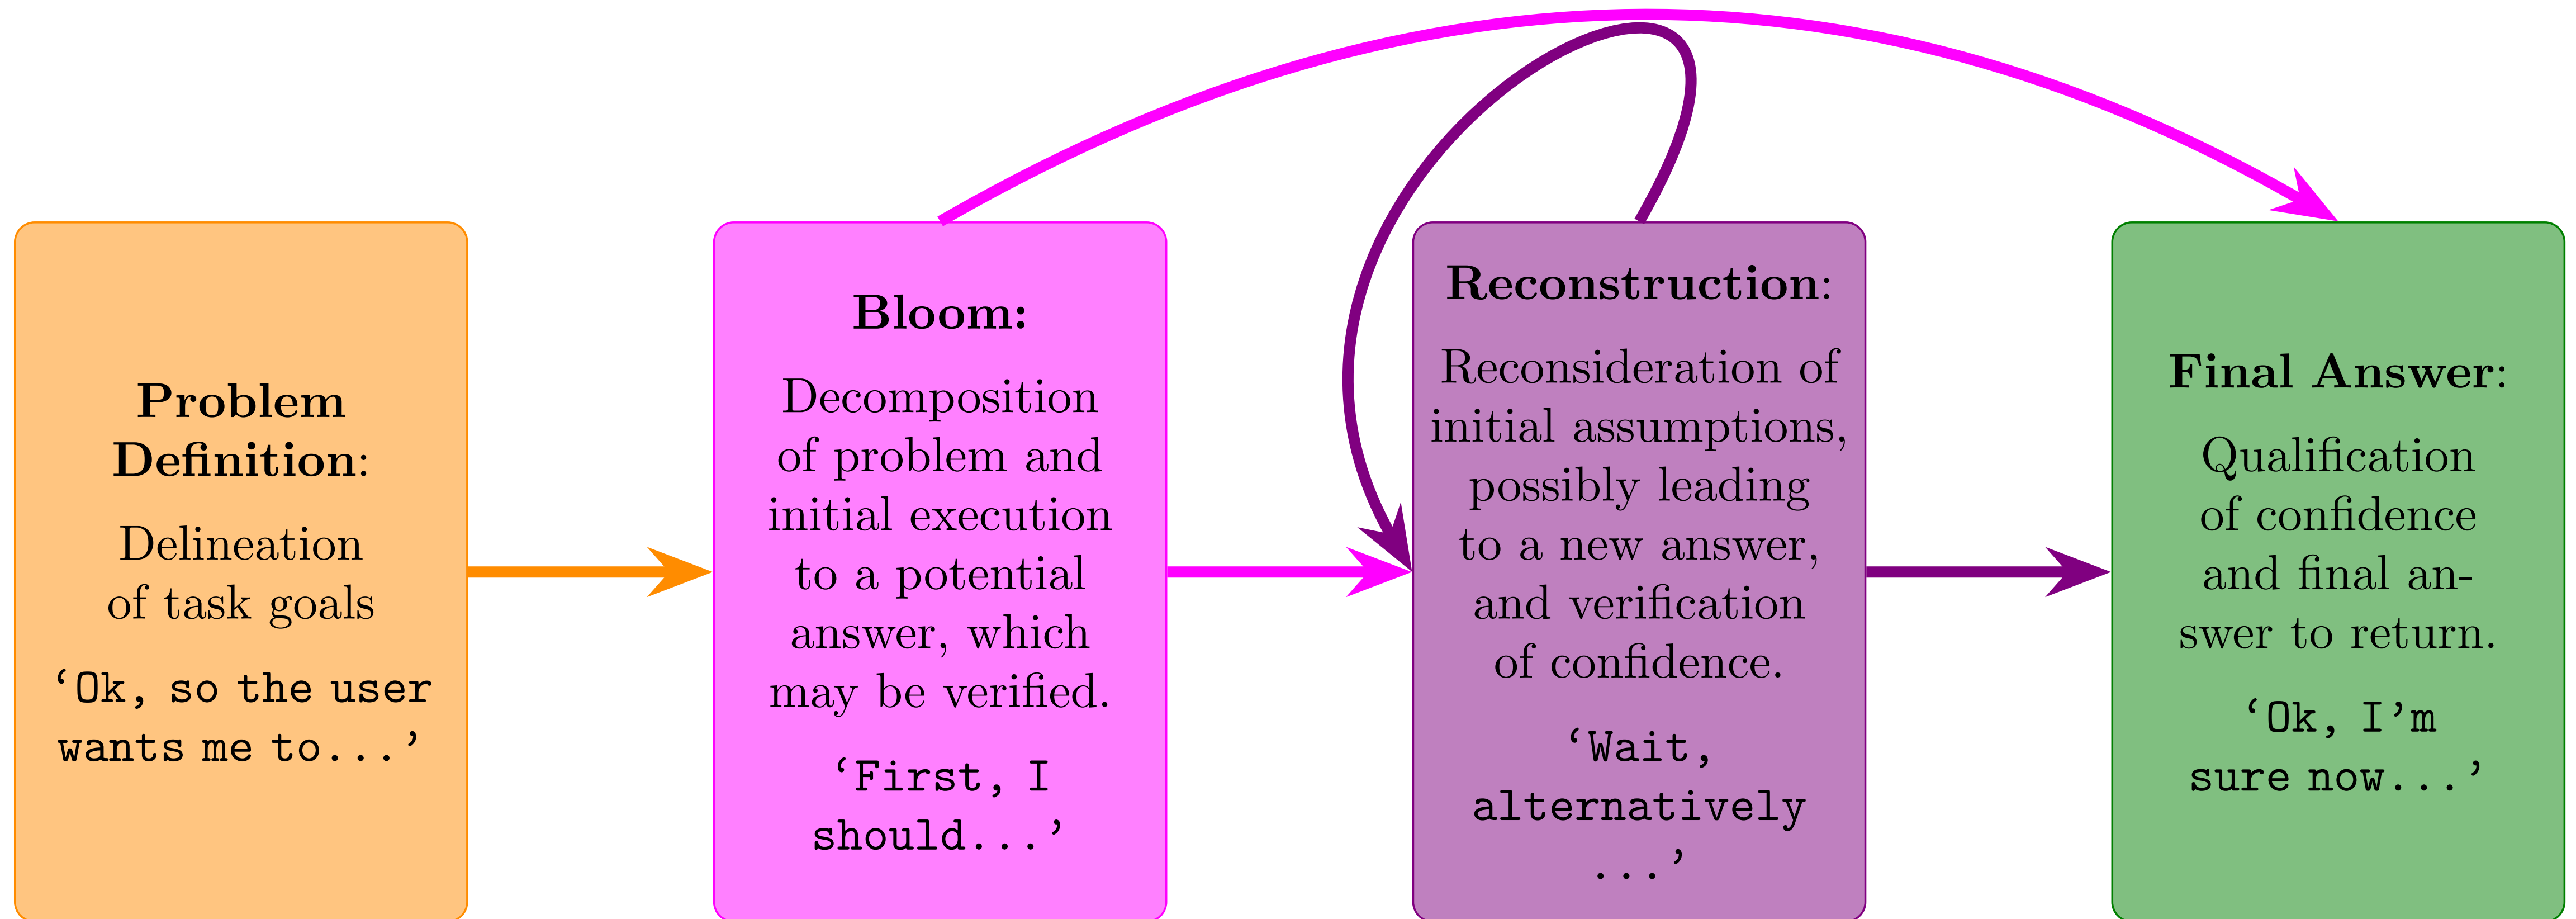 Problem
Definition:
Delineation
of task goals
‘Ok, so the user
wants me to...’
Bloom:
Decomposition
of problem and
initial execution
to a potential
answer, which
may be verified.
‘First, I
should...’
Reconstruction:
Reconsideration of
initial assumptions,
possibly leading
to a new answer,
and verification
of confidence.
‘Wait,
alternatively
...’
Final Answer:
Qualification
of confidence
and final an-
swer to return.
‘Ok, I’m
sure now...’